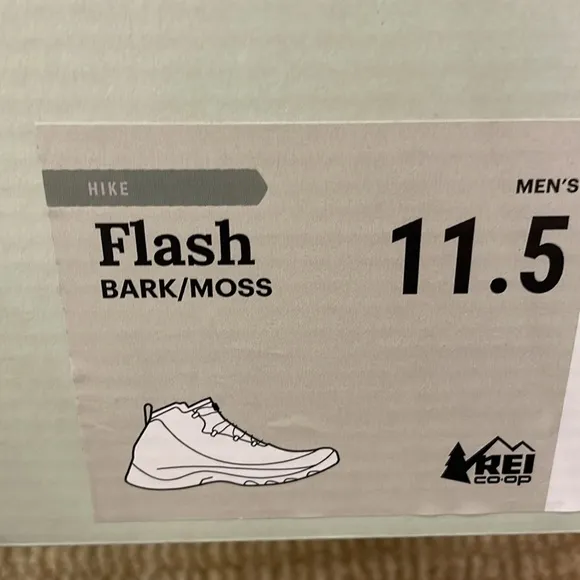 HIKE
MEN'S
Flash
BARK/MOSS
11.5
REI
CO·OP